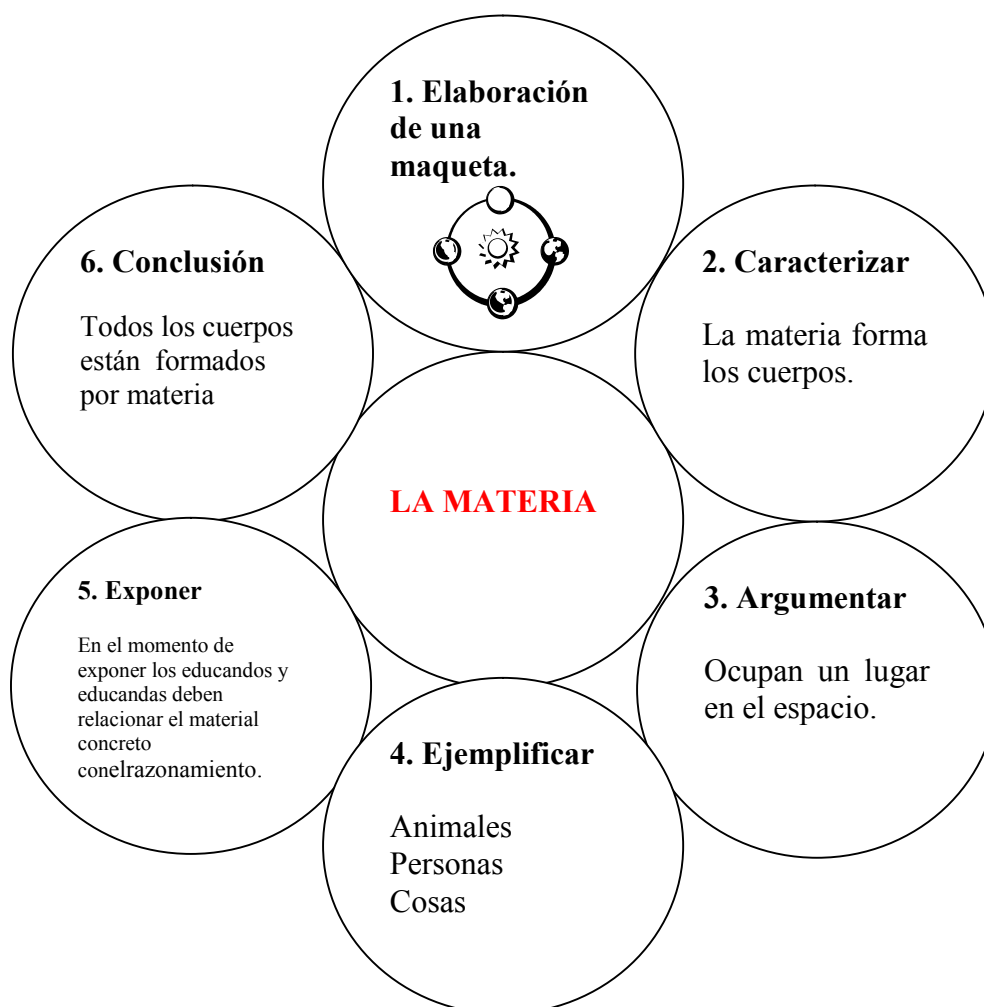 1. Elaboración
de una
maqueta.
2. Caracterizar
La materia forma
los cuerpos.
3. Argumentar
Ocupan un lugar
en el espacio.
4. Ejemplificar
Animales
Personas
Cosas
5. Exponer
En el momento de
exponer los educandos y
educandas deben
relacionar el material
concreto
conelrazonamiento.
6. Conclusión
Todos los cuerpos
están formados
por materia
LA MATERIA